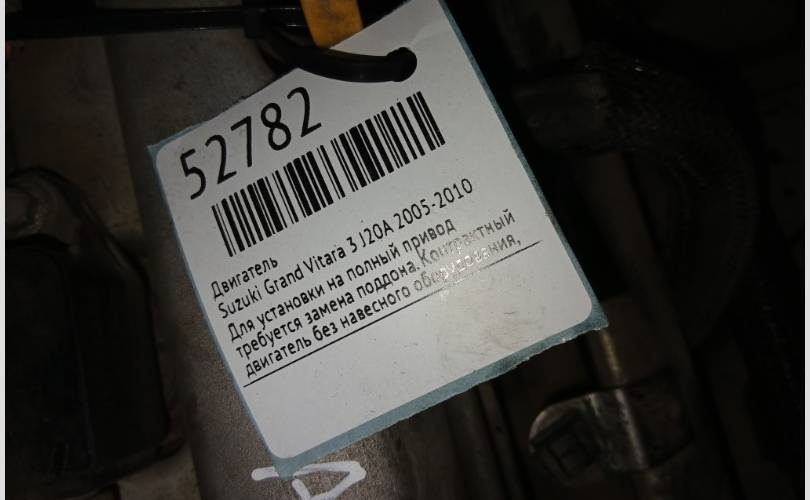 52782
Двигатель
Suzuki Grand Vitara 3 J20A 2005-2010
Для установки на полный привод
требуется замена поддона. Контрактный
двигатель без навесного оборудования,